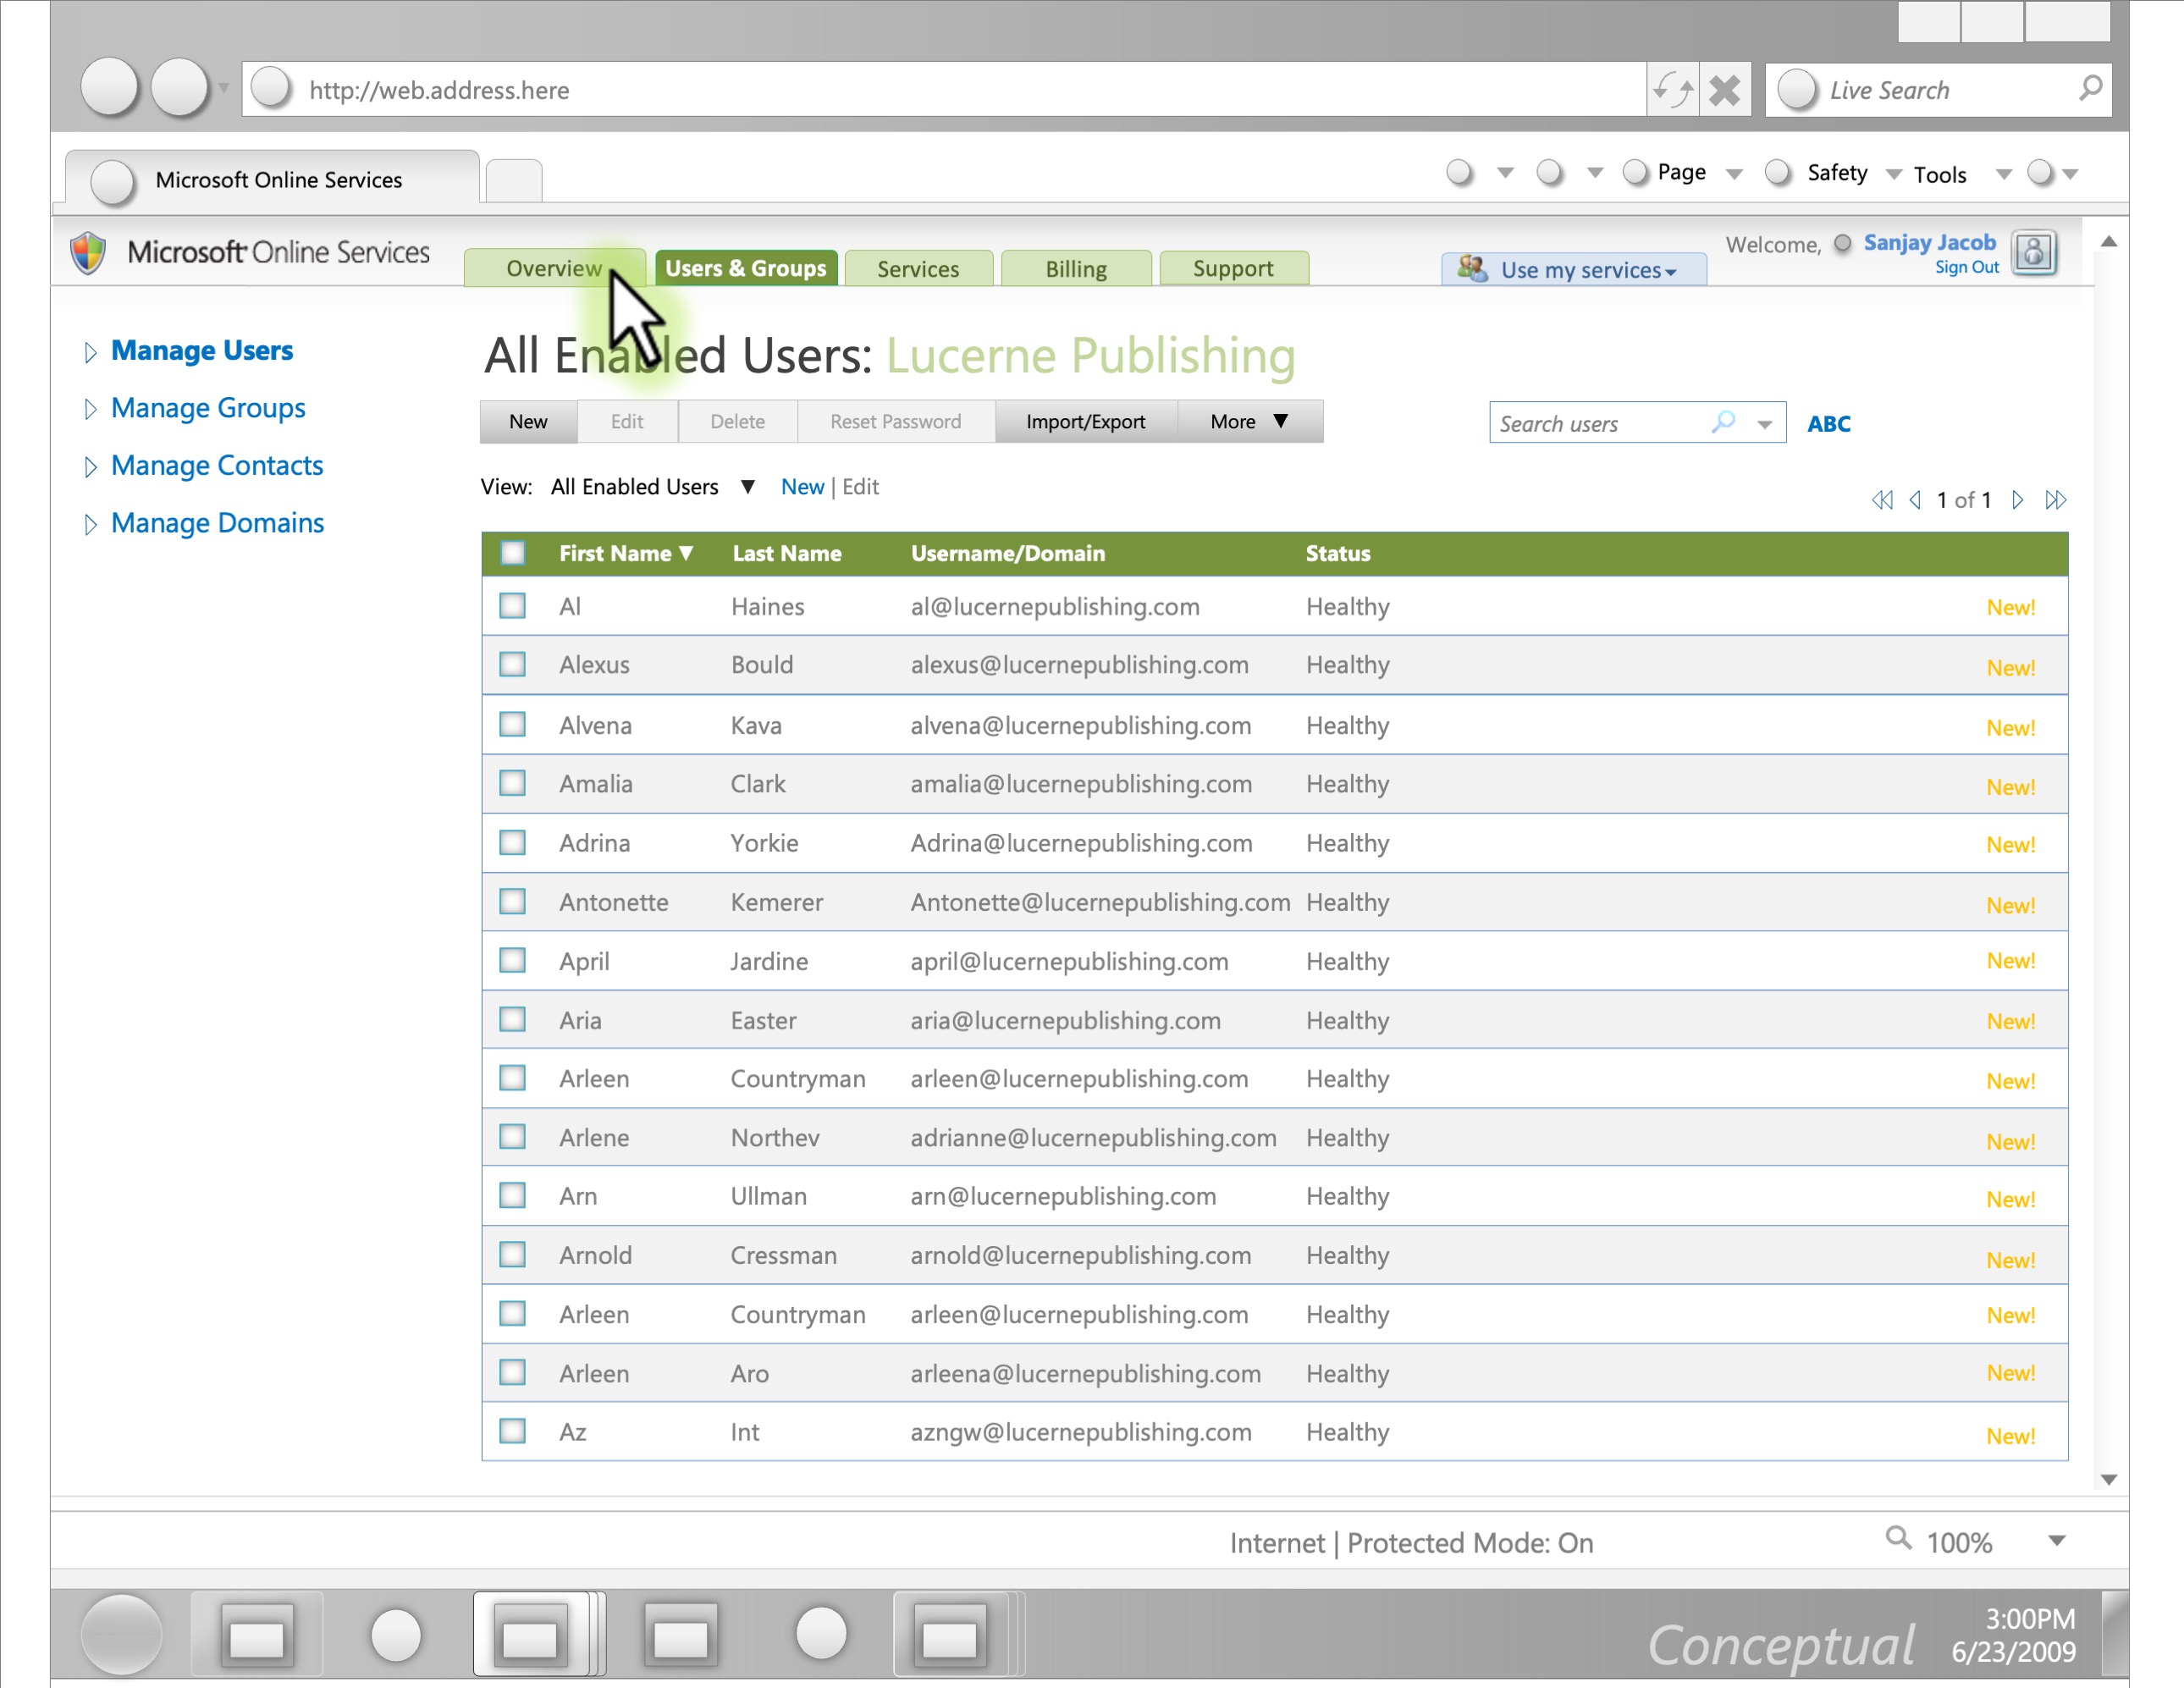 http://web.address.here
Live Search
Microsoft Online Services
Page
Safety
Tools
Microsoft Online Services
Overview
Users & Groups
Services
Billing
Support
Use my services
Welcome,
Sanjay Jacob
Sign Out
Manage Users
Manage Groups
Manage Contacts
Manage Domains
All Enabled Users: Lucerne Publishing
New Edit Delete Reset Password Import/Export More
Search users
ABC
View: All Enabled Users New | Edit
1 of 1
First Name Last Name Username/Domain Status
Al Haines al@lucernepublishing.com Healthy New!
Alexus Bould alexus@lucernepublishing.com Healthy New!
Alvena Kava alvena@lucernepublishing.com Healthy New!
Amalia Clark amalia@lucernepublishing.com Healthy New!
Adrina Yorkie Adrina@lucernepublishing.com Healthy New!
Antonette Kemerer Antonette@lucernepublishing.com Healthy New!
April Jardine april@lucernepublishing.com Healthy New!
Aria Easter aria@lucernepublishing.com Healthy New!
Arleen Countryman arleen@lucernepublishing.com Healthy New!
Arlene Northev adrianne@lucernepublishing.com Healthy New!
Arn Ullman arn@lucernepublishing.com Healthy New!
Arnold Cressman arnold@lucernepublishing.com Healthy New!
Arleen Countryman arleen@lucernepublishing.com Healthy New!
Arleen Aro arleena@lucernepublishing.com Healthy New!
Az Int azngw@lucernepublishing.com Healthy New!
Internet | Protected Mode: On
100%
Conceptual
3:00PM
6/23/2009